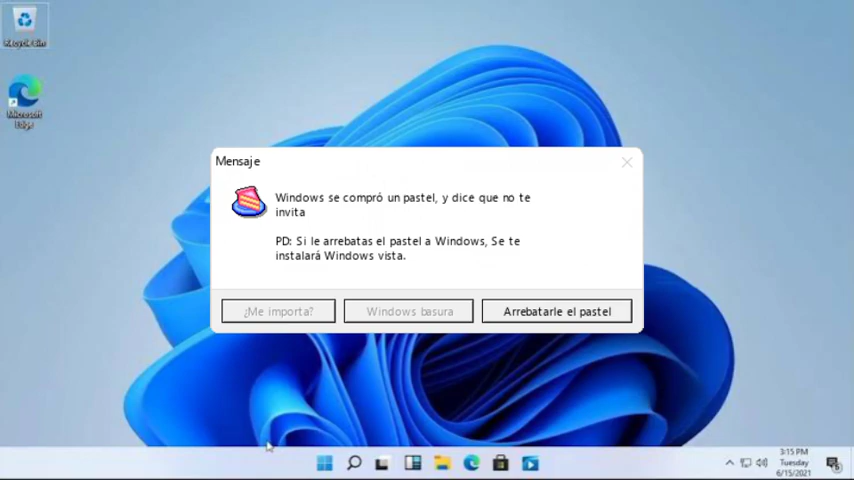 Recycle Bin
Microsoft
Edge
Mensaje
Windows se compró un pastel, y dice que no te
invita
PD: Si le arrebatas el pastel a Windows, Se te
instalará Windows vista.
¿Me importa?
Windows basura
Arrebatarle el pastel
3:15 PM
Tuesday
6/15/2021